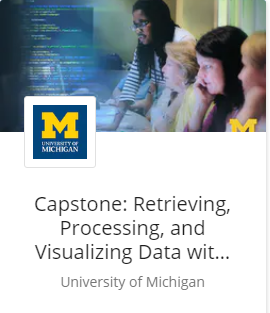 M
UNIVERSITY OF
MICHIGAN
M
Capstone: Retrieving,
Processing, and
Visualizing Data wit...
University of Michigan